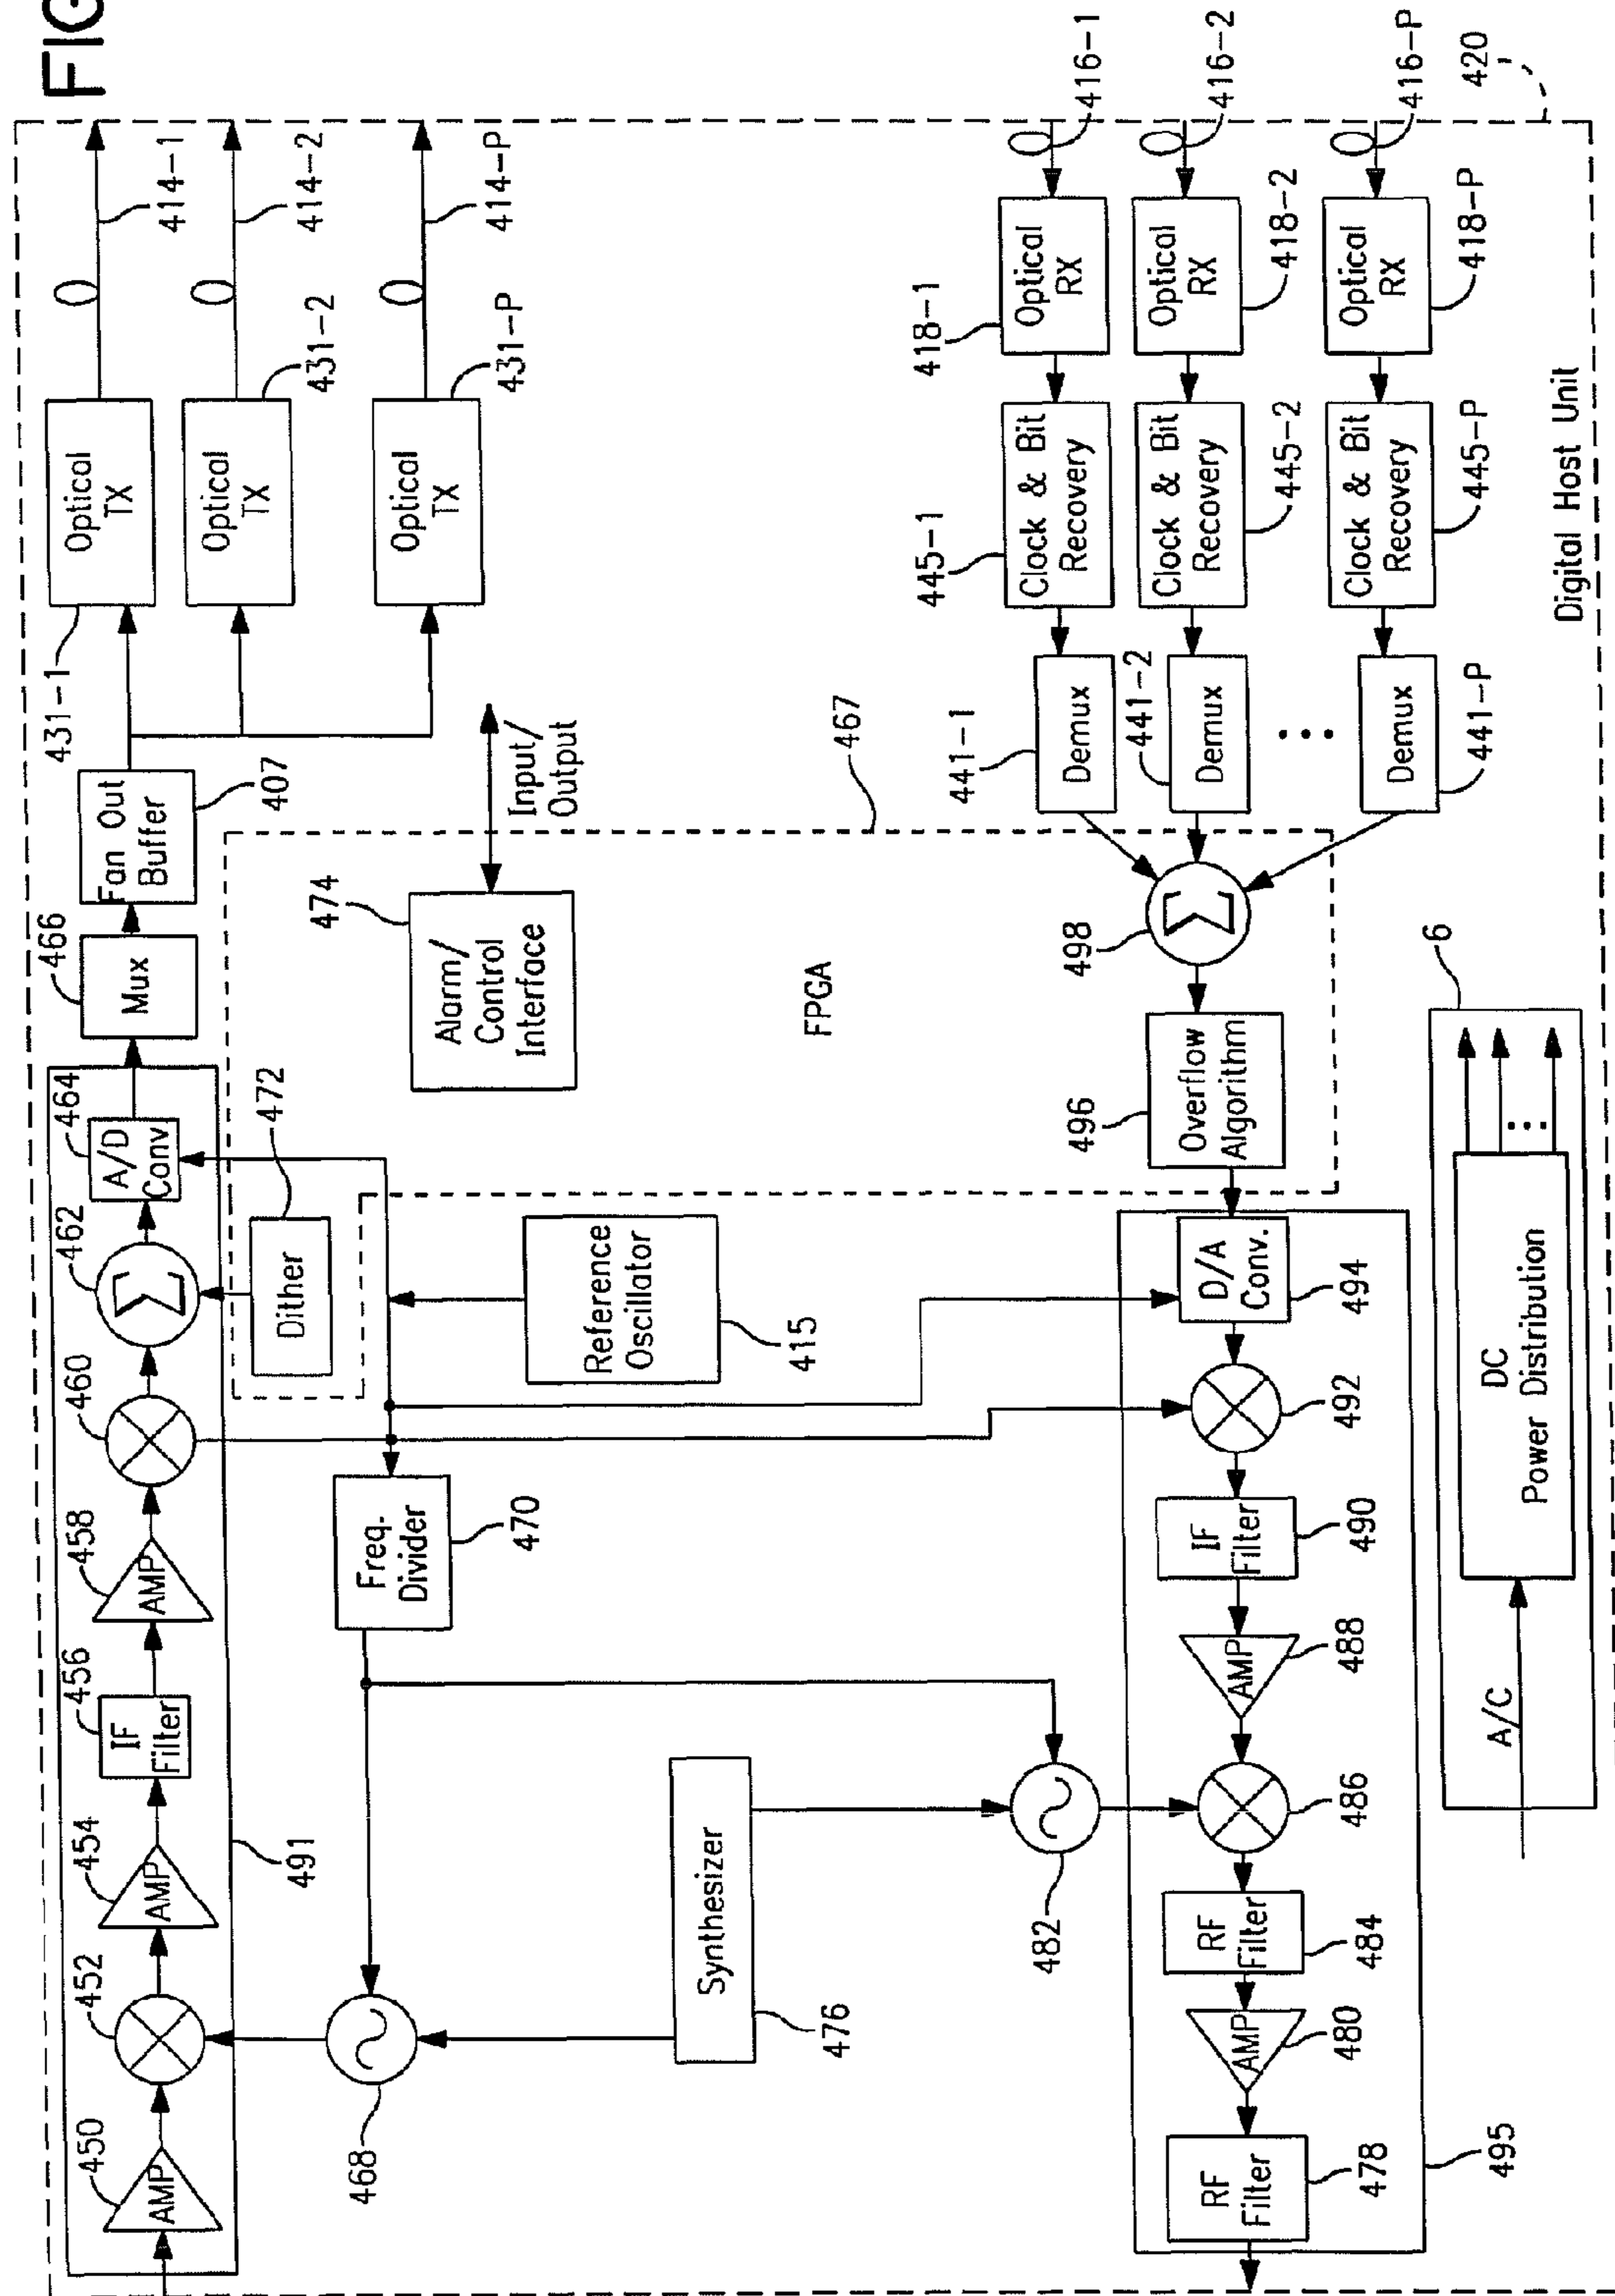 FIG
450
AMP
452
454
AMP
456
IF
Filter
458
AMP
460
462
464
A/D
Conv
466
Mux
Fan Out
Buffer
407
431-1
Optical
TX
414-1
Optical
TX
431-2
414-2
Optical
TX
431-P
414-P
491
468
Freq.
Divider
470
Dither
472
Reference
Oscillator
415
474
Alarm/
Control
Interface
Input/
Output
FPGA
467
Synthesizer
476
482
RF
Filter
478
AMP
480
RF
Filter
484
486
AMP
488
IF
Filter
490
492
D/A
Conv.
494
495
496
Overflow
Algorithm
498
441-1
Demux
445-1
Clock & Bit
Recovery
418-1
Optical
RX
416-1
441-2
Demux
Clock & Bit
Recovery
445-2
Optical
RX
418-2
416-2
...
Demux
441-P
Clock & Bit
Recovery
445-P
Optical
RX
418-P
416-P
A/C
DC
Power Distribution
...
6
Digital Host Unit
420